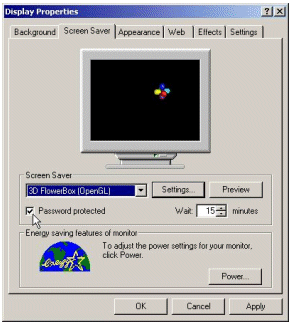 Display Properties
Background Screen Saver Appearance Web Effects Settings
Screen Saver
3D FlowerBox (OpenGL) Settings... Preview
Password protected Wait: 15 minutes
Energy saving features of monitor
To adjust the power settings for your monitor,
click Power.
energy
Power...
OK Cancel Apply